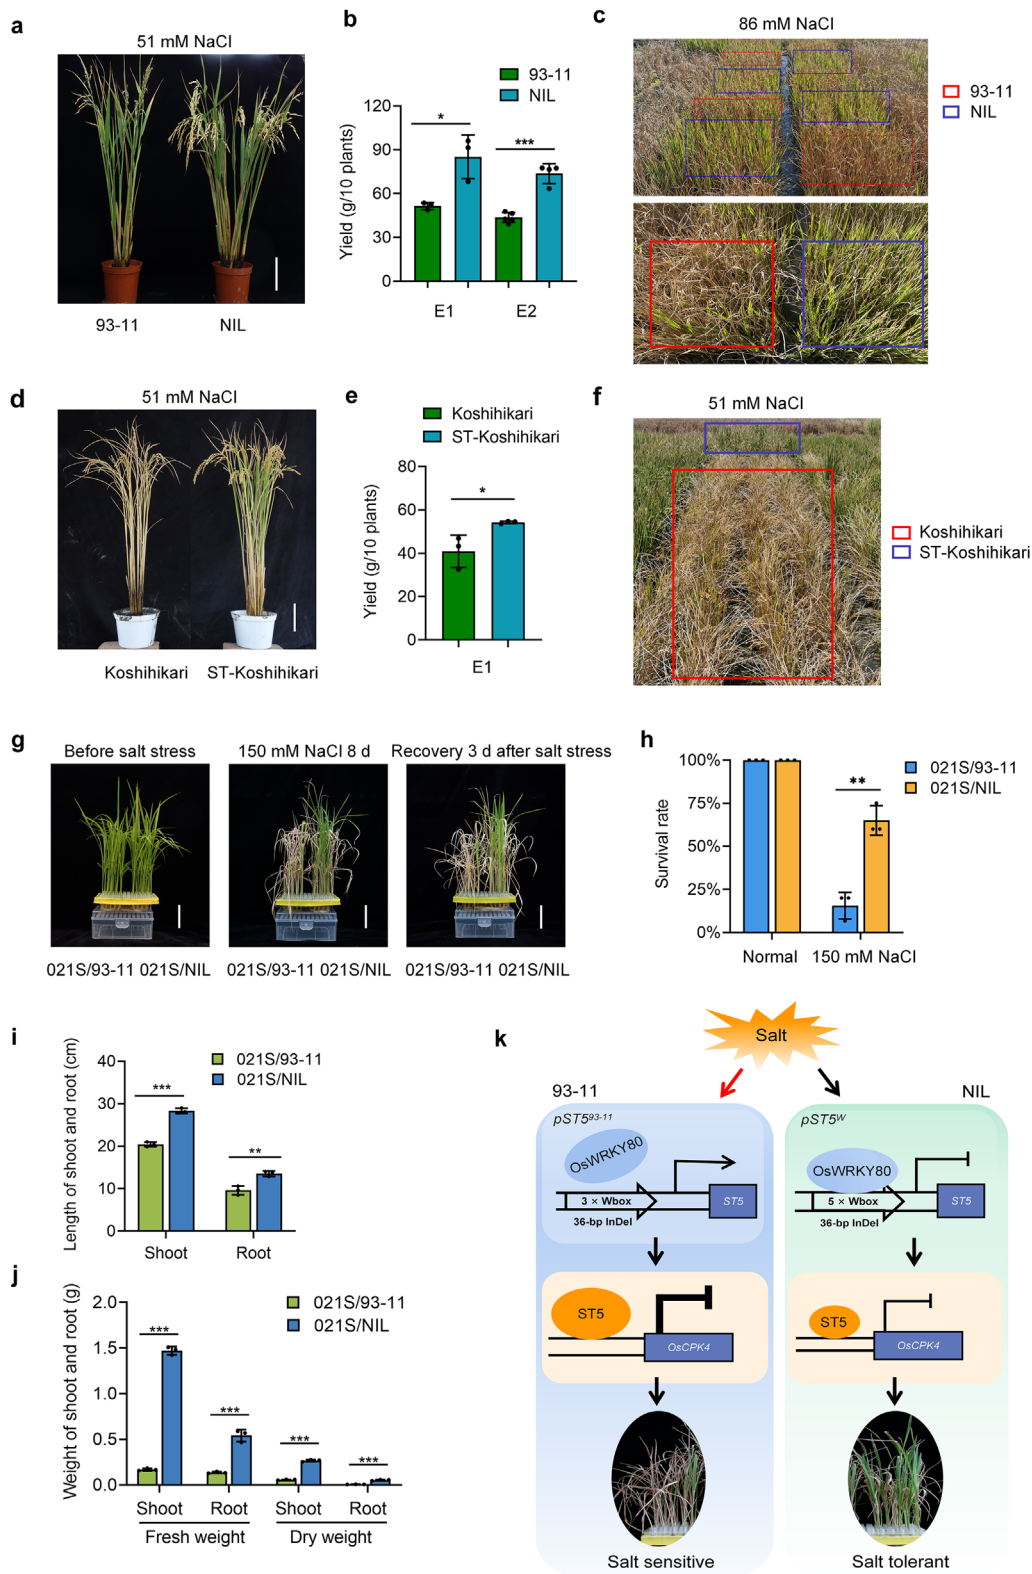 a
51 mM NaCl
93-11
NIL
b
93-11
NIL
Yield (g/10 plants)
120
90
60
30
0
*
***
E1
E2
c
86 mM NaCl
93-11
NIL
d
51 mM NaCl
Koshihikari
ST-Koshihikari
e
Koshihikari
ST-Koshihikari
Yield (g/10 plants)
80
60
40
20
0
*
E1
f
51 mM NaCl
Koshihikari
ST-Koshihikari
g
Before salt stress
150 mM NaCl 8 d
Recovery 3 d after salt stress
021S/93-11 021S/NIL
021S/93-11 021S/NIL
021S/93-11 021S/NIL
h
021S/93-11
021S/NIL
Survival rate
100%
75%
50%
25%
0%
**
Normal
150 mM NaCl
i
021S/93-11
021S/NIL
Length of shoot and root (cm)
40
30
20
10
0
***
**
Shoot
Root
j
021S/93-11
021S/NIL
Weight of shoot and root (g)
2.0
1.5
1.0
0.5
0.0
***
***
***
***
Shoot
Root
Shoot
Root
Fresh weight
Dry weight
k
Salt
93-11
NIL
pST5^93-11
OsWRKY80
3 × Wbox
36-bp InDel
ST5
ST5
OsCPK4
Salt sensitive
pST5^W
OsWRKY80
5 × Wbox
36-bp InDel
ST5
ST5
OsCPK4
Salt tolerant